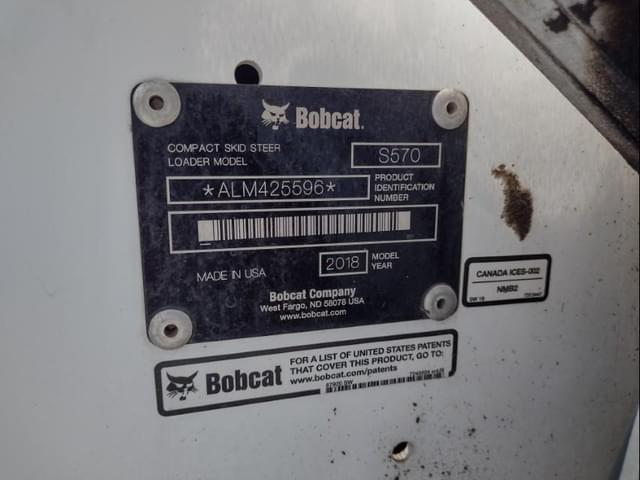 Bobcat.
COMPACT SKID STEER
LOADER MODEL
S570
*ALM425596*
PRODUCT
IDENTIFICATION
NUMBER
MADE IN USA
2018
MODEL
YEAR
Bobcat Company
West Fargo, ND 58078 USA
www.bobcat.com
CANADA ICES-002
NMB2
Bobcat
FOR A LIST OF UNITED STATES PATENTS
THAT COVER THIS PRODUCT, GO TO:
www.bobcat.com/patents